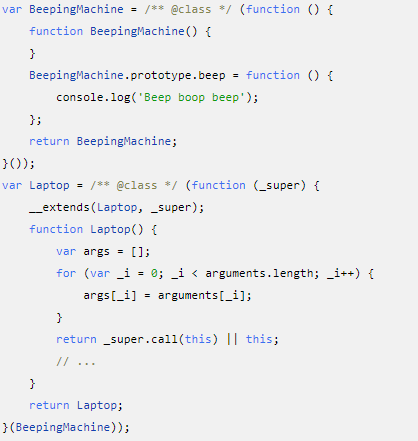 var BeepingMachine = /** @class */ (function () {
    function BeepingMachine() {
    }
    BeepingMachine.prototype.beep = function () {
        console.log('Beep boop beep');
    };
    return BeepingMachine;
}());
var Laptop = /** @class */ (function (_super) {
    __extends(Laptop, _super);
    function Laptop() {
        var args = [];
        for (var _i = 0; _i < arguments.length; _i++) {
            args[_i] = arguments[_i];
        }
        return _super.call(this) || this;
        // ...
    }
    return Laptop;
}(BeepingMachine));